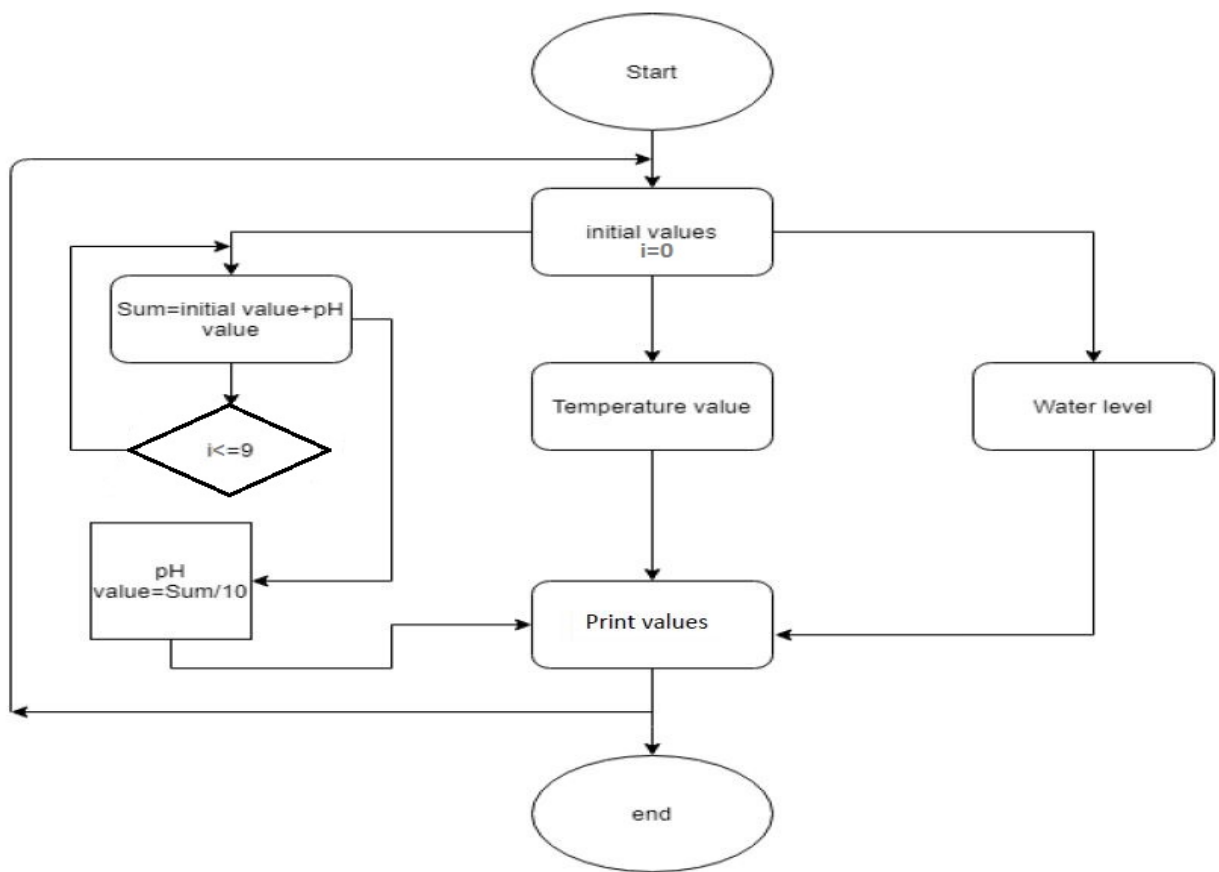 Start
initial values
i=0
Sum=initial value+pH
value
i<=9
Temperature value
Water level
pH
value=Sum/10
Print values
end